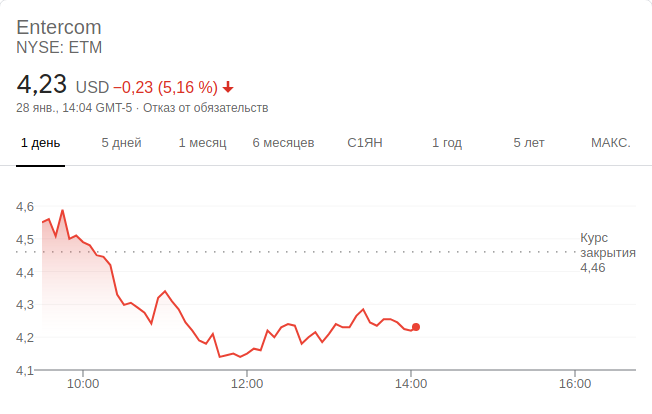 Entercom
NYSE: ETM
4,23 USD −0,23 (5,16 %)
28 янв., 14:04 GMT-5 · Отказ от обязательств
1 день 5 дней 1 месяц 6 месяцев С1ЯН 1 год 5 лет МАКС.
4,6
4,5
4,4
4,3
4,2
4,1
Курс
закрытия
4,46
10:00 12:00 14:00 16:00